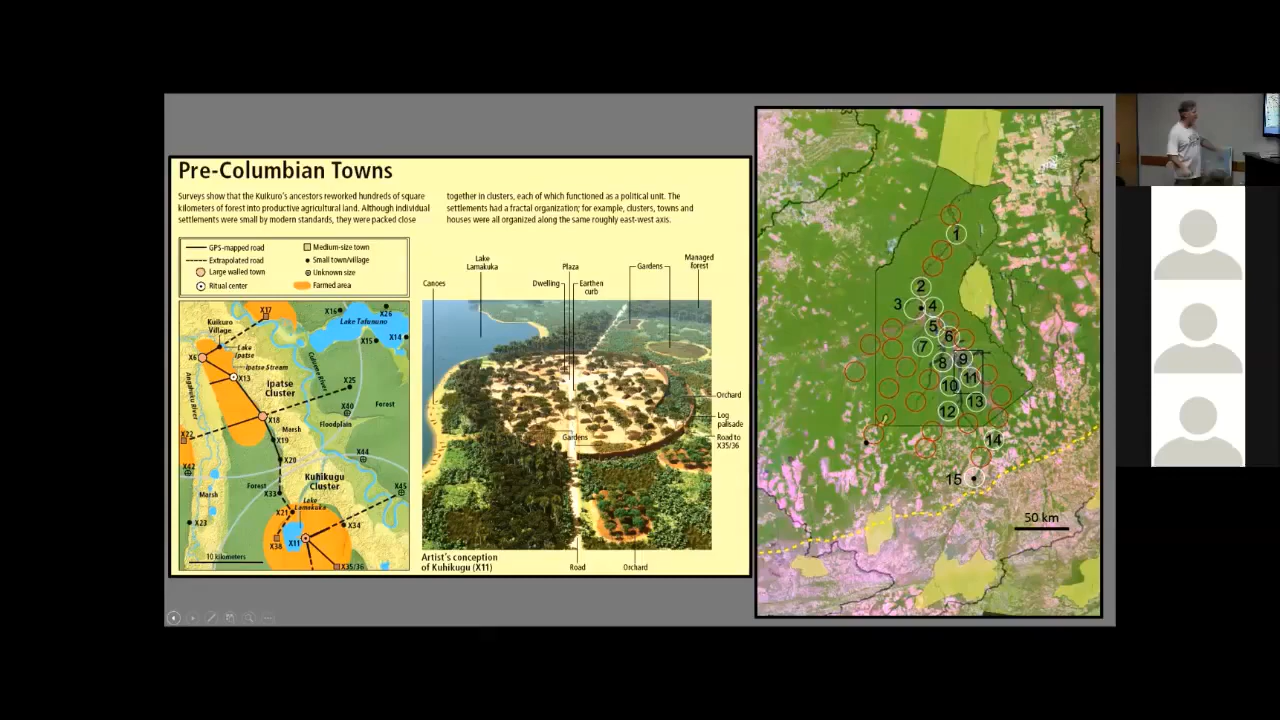 Pre-Columbian Towns
Surveys show that the Kuikuro's ancestors reworked hundreds of square
kilometers of forest into productive agricultural land. Although individual
settlements were small by modern standards, they were packed close
together in clusters, each of which functioned as a political unit. The
settlements had a fractal organization; for example, clusters, towns and
houses were all organized along the same roughly east-west axis.
GPS-mapped road
Extrapolated road
Large walled town
Ritual center
Medium-size town
Small town/village
Unknown size
Farmed area
X17
X16
X26
Lake Tafununo
Kuikuro
Village
X15
X14
X6
Lake
Ipatse
Ipatse Stream
X13
Culuene River
Angahuku River
Ipatse
Cluster
X25
X40
Forest
X18
Floodplain
Marsh
X22
X19
X44
X42
X20
Kuhikugu
Cluster
Forest
Marsh
X33
X45
Lake
Lamakuka
X21
X23
X34
X38
X11
X35/36
10 kilometers
Canoes
Lake
Lamakuka
Dwelling
Plaza
Earthen
curb
Gardens
Managed
forest
Orchard
Log
palisade
Road to
X35/36
Gardens
Artist's conception
of Kuhikugu (X11)
Road
Orchard
1
2
3
4
5
6
7
8
9
10
11
12
13
14
15
50 km